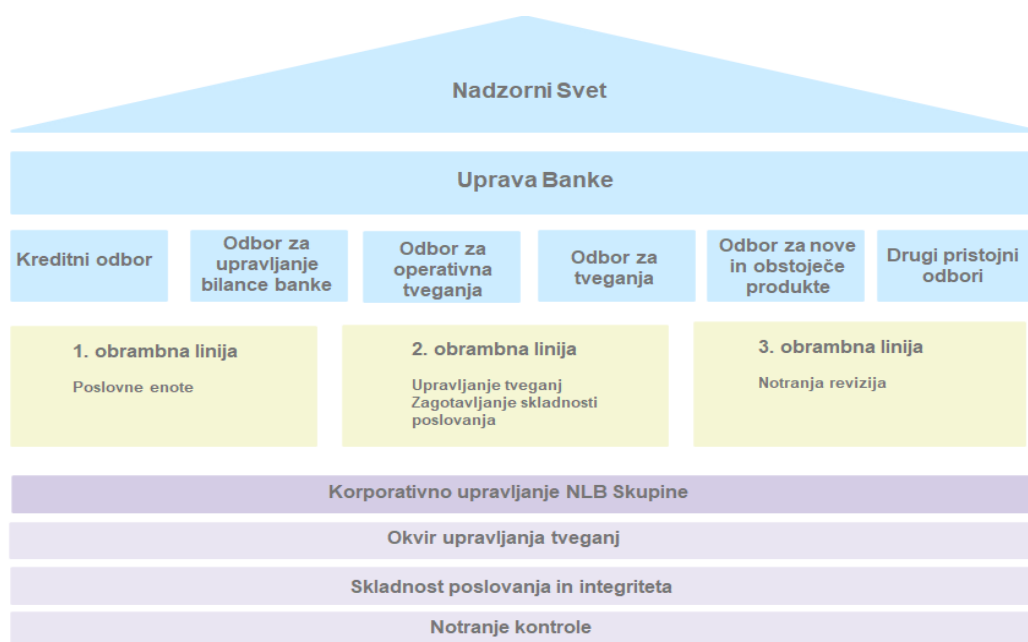 Nadzorni Svet
Uprava Banke
Kreditni odbor
Odbor za
upravljanje
bilance banke
Odbor za
operativna
tveganja
Odbor za
tveganja
Odbor za nove
in obstoječe
produkte
Drugi pristojni
odbori
1. obrambna linija
Poslovne enote
2. obrambna linija
Upravljanje tveganj
Zagotavljanje skladnosti
poslovanja
3. obrambna linija
Notranja revizija
Korporativno upravljanje NLB Skupine
Okvir upravljanja tveganj
Skladnost poslovanja in integriteta
Notranje kontrole